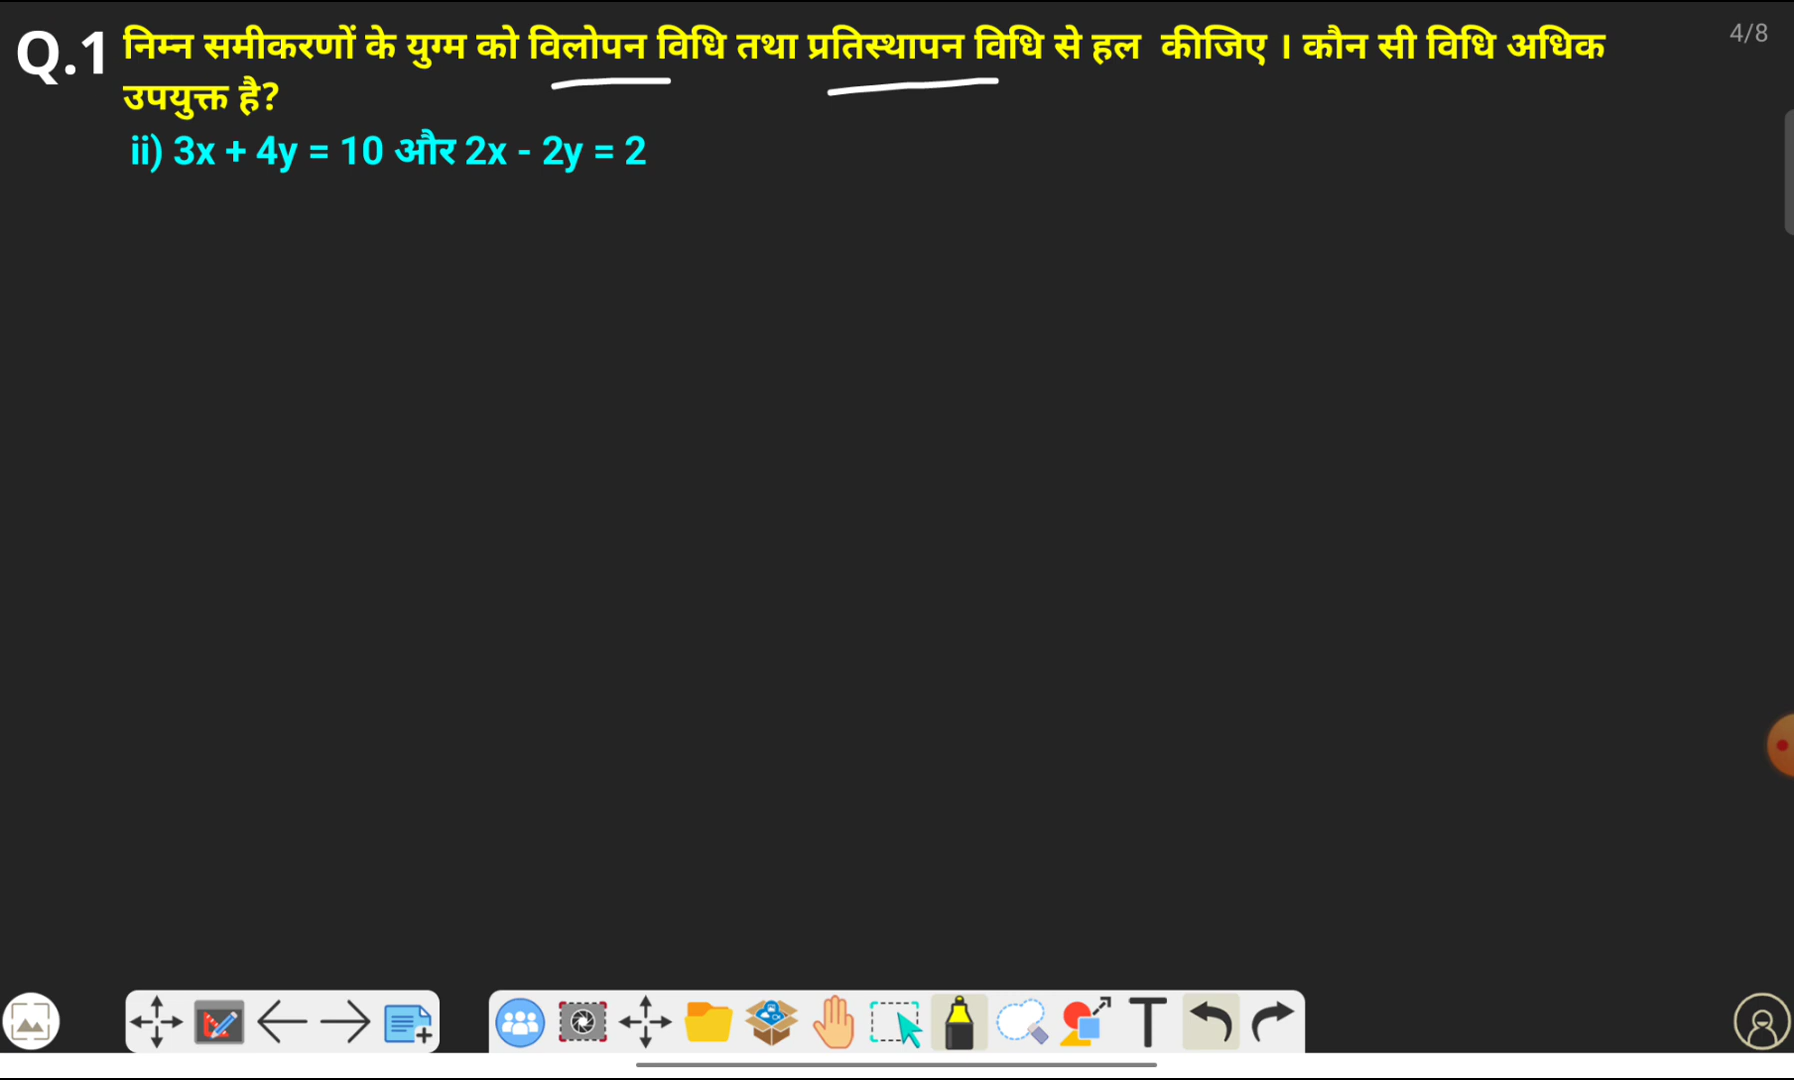 Q.1 निम्न समीकरणों के युग्म को विलोपन विधि तथा प्रतिस्थापन विधि से हल कीजिए । कौन सी विधि अधिक
उपयुक्त है?
ii) 3x + 4y = 10 और 2x - 2y = 2
4/8